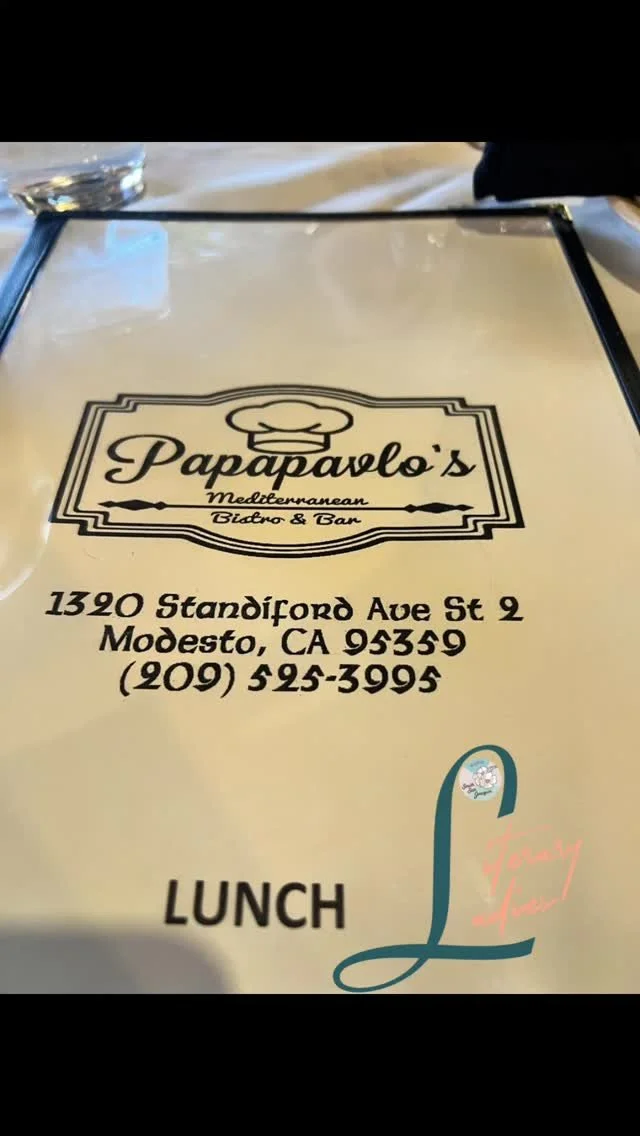 Papapavlo's
Mediterranean
Bistro & Bar
1320 Standiford Ave St 2
Modesto, CA 95359
(209) 525-3995
LUNCH
Literary
Ladies